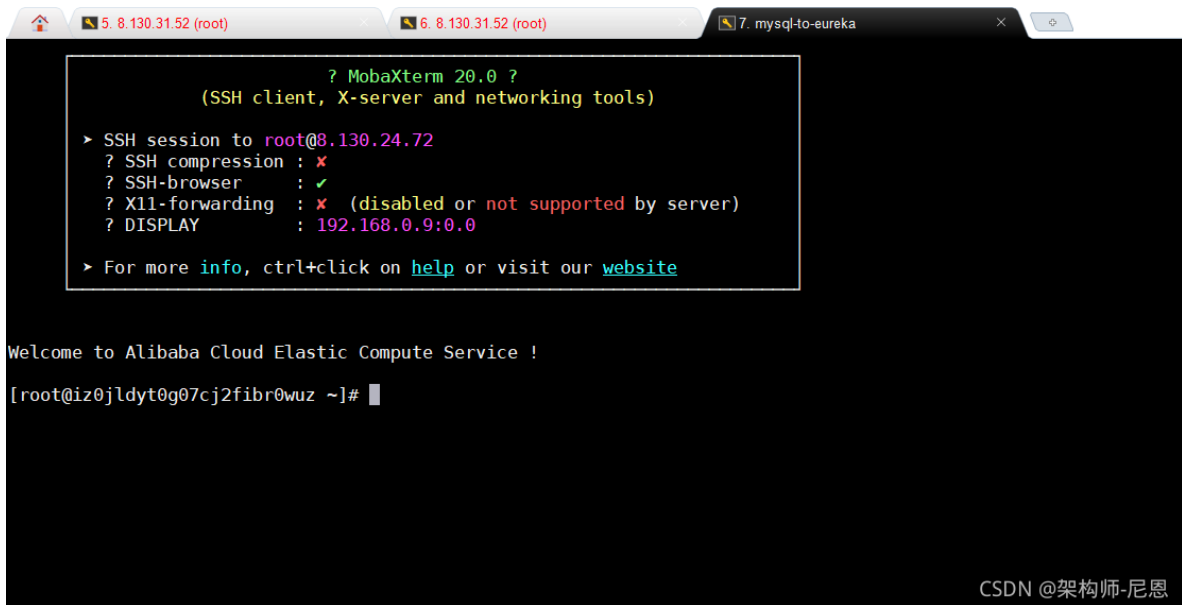 5. 8.130.31.52 (root)
6. 8.130.31.52 (root)
7. mysql-to-eureka
? MobaXterm 20.0 ?
(SSH client, X-server and networking tools)
➤ SSH session to root@8.130.24.72
? SSH compression : ✘
? SSH-browser : ✔
? X11-forwarding : ✘ (disabled or not supported by server)
? DISPLAY : 192.168.0.9:0.0
➤ For more info, ctrl+click on help or visit our website
Welcome to Alibaba Cloud Elastic Compute Service !
[root@iz0jldyt0g07cj2fibr0wuz ~]#
CSDN @架构师-尼恩